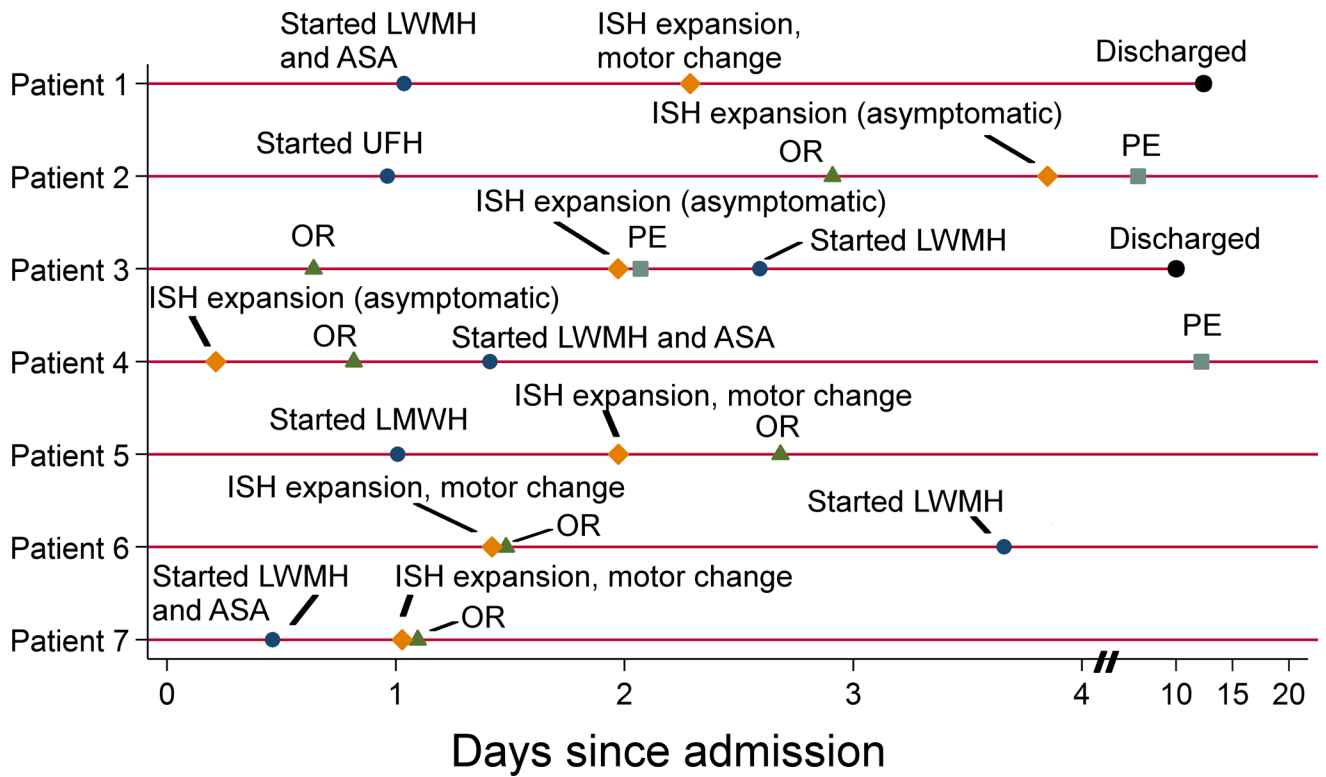 Started LWMH
and ASA
ISH expansion,
motor change
Discharged
Patient 1
ISH expansion (asymptomatic)
Started UFH
OR
PE
Patient 2
ISH expansion (asymptomatic)
OR
PE
Started LWMH
Discharged
Patient 3
ISH expansion (asymptomatic)
OR
Started LWMH and ASA
PE
Patient 4
ISH expansion, motor change
Started LMWH
OR
Patient 5
ISH expansion, motor change
Started LWMH
OR
Patient 6
Started LWMH
and ASA
ISH expansion, motor change
OR
Patient 7
0 1 2 3 4 10 15 20
Days since admission